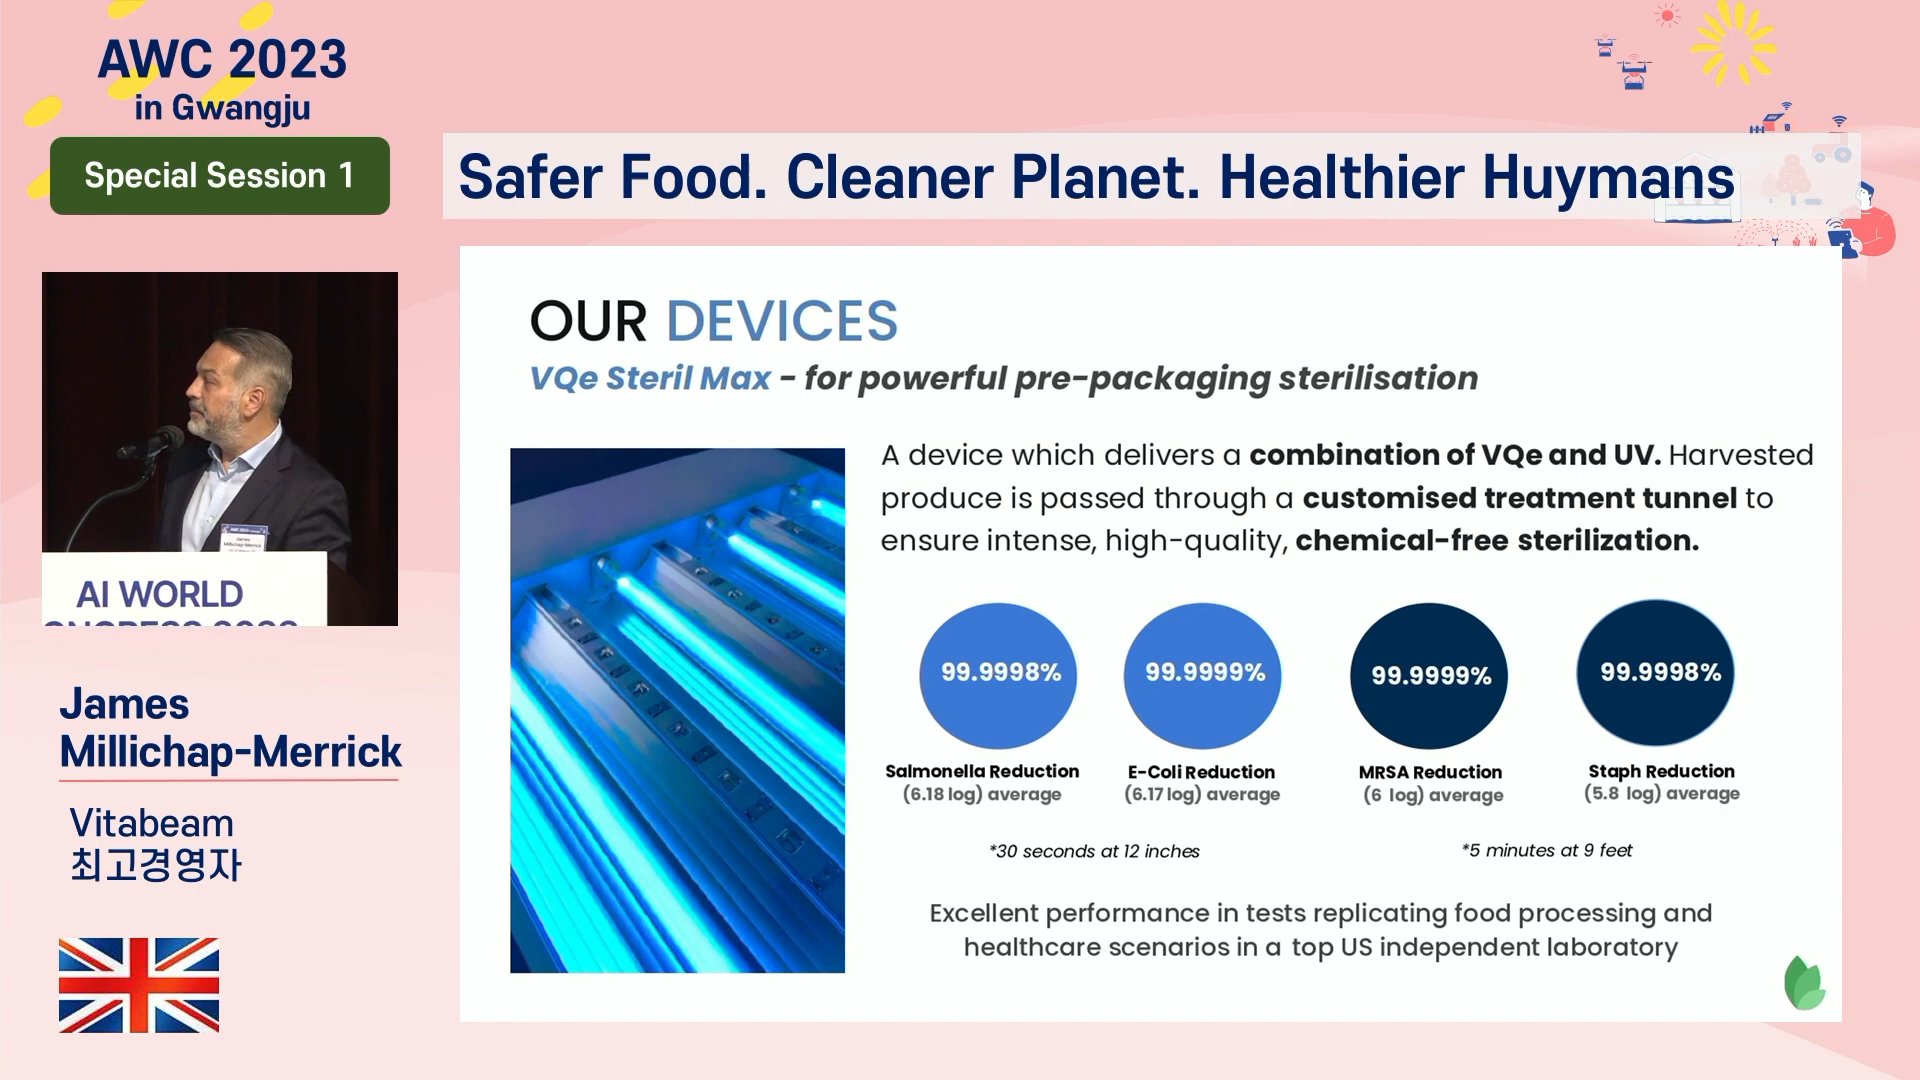 AWC 2023
in Gwangju
Special Session 1
Safer Food. Cleaner Planet. Healthier Huymans
AI WORLD
James
Millichap-Merrick
James
Millichap-Merrick
Vitabeam
최고경영자
OUR DEVICES
VQe Steril Max - for powerful pre-packaging sterilisation
A device which delivers a combination of VQe and UV. Harvested
produce is passed through a customised treatment tunnel to
ensure intense, high-quality, chemical-free sterilization.
99.9998%
99.9999%
99.9999%
99.9998%
Salmonella Reduction
(6.18 log) average
E-Coli Reduction
(6.17 log) average
MRSA Reduction
(6 log) average
Staph Reduction
(5.8 log) average
*30 seconds at 12 inches
*5 minutes at 9 feet
Excellent performance in tests replicating food processing and
healthcare scenarios in a top US independent laboratory